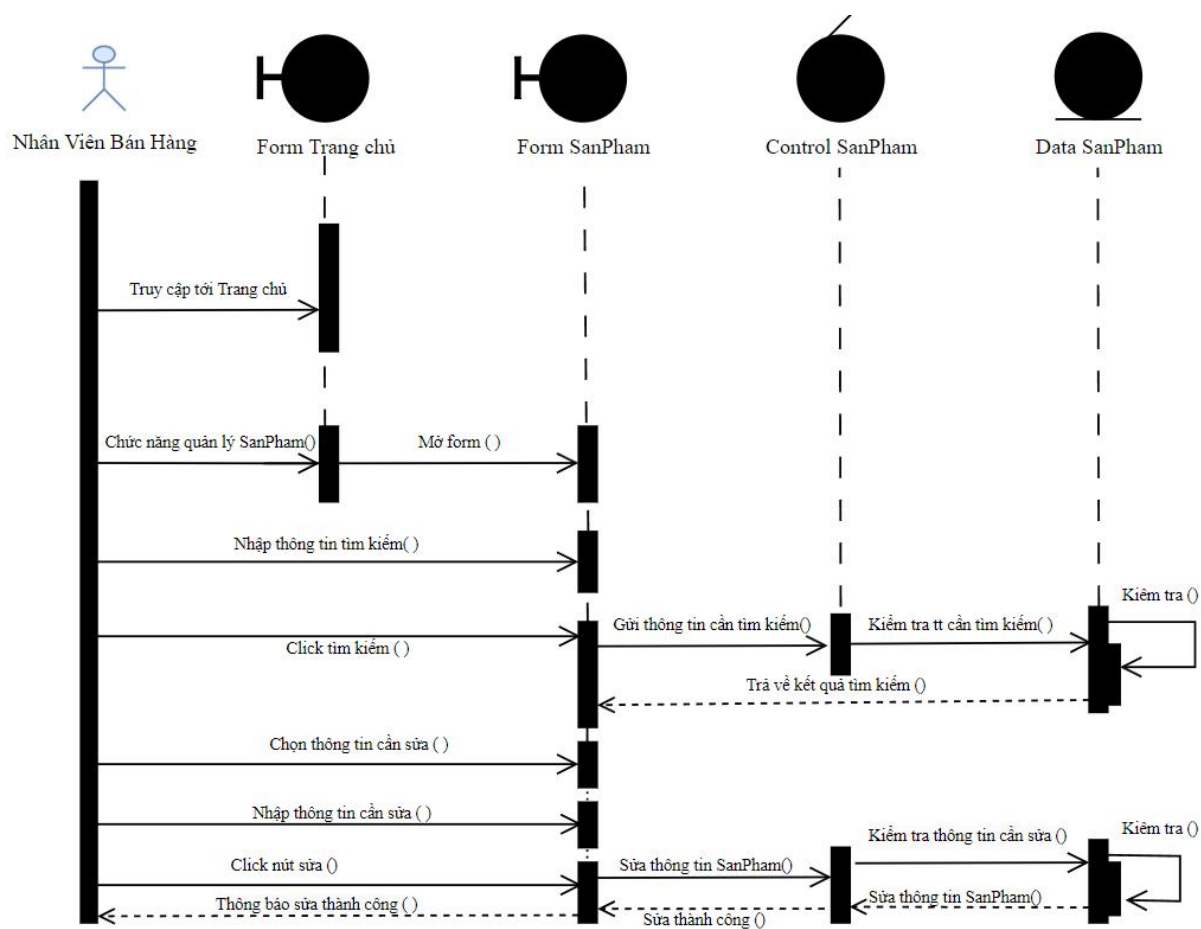 Nhân Viên Bán Hàng
Form Trang chủ
Form SanPham
Control SanPham
Data SanPham
Truy cập tới Trang chủ
Chức năng quản lý SanPham()
Mở form ( )
Nhập thông tin tìm kiếm( )
Kiểm tra ()
Click tìm kiếm ( )
Gửi thông tin cần tìm kiếm()
Kiểm tra tt cần tìm kiếm( )
Trả về kết quả tìm kiếm ()
Chọn thông tin cần sửa ( )
Nhập thông tin cần sửa ( )
Kiểm tra thông tin cần sửa ()
Kiểm tra ()
Click nút sửa ()
Sửa thông tin SanPham()
Thông báo sửa thành công ( )
Sửa thành công ()
Sửa thông tin SanPham()